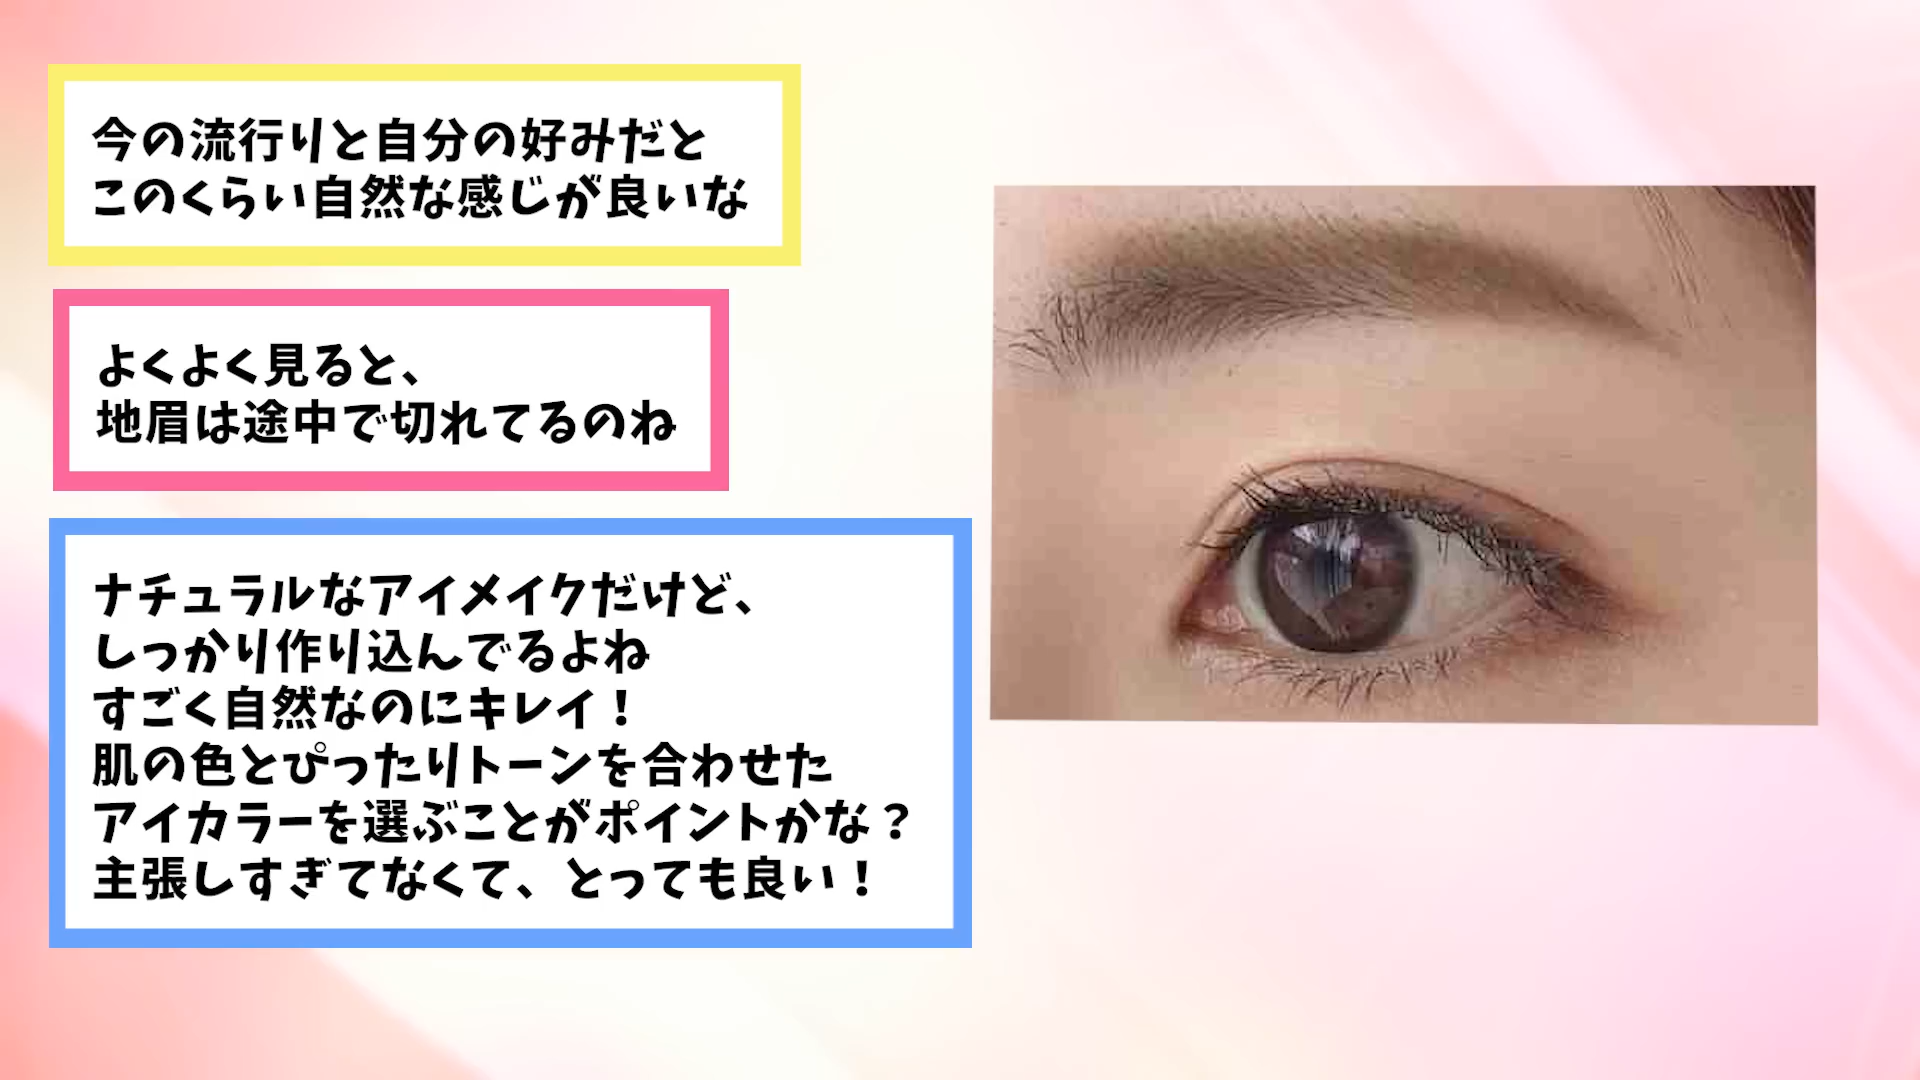 今の流行りと自分の好みだと
このくらい自然な感じが良いな
よくよく見ると、
地眉は途中で切れてるのね
ナチュラルなアイメイクだけど、
しっかり作り込んでるよね
すごく自然なのにキレイ！
肌の色とぴったりトーンを合わせた
アイカラーを選ぶことがポイントかな？
主張しすぎてなくて、とっても良い！